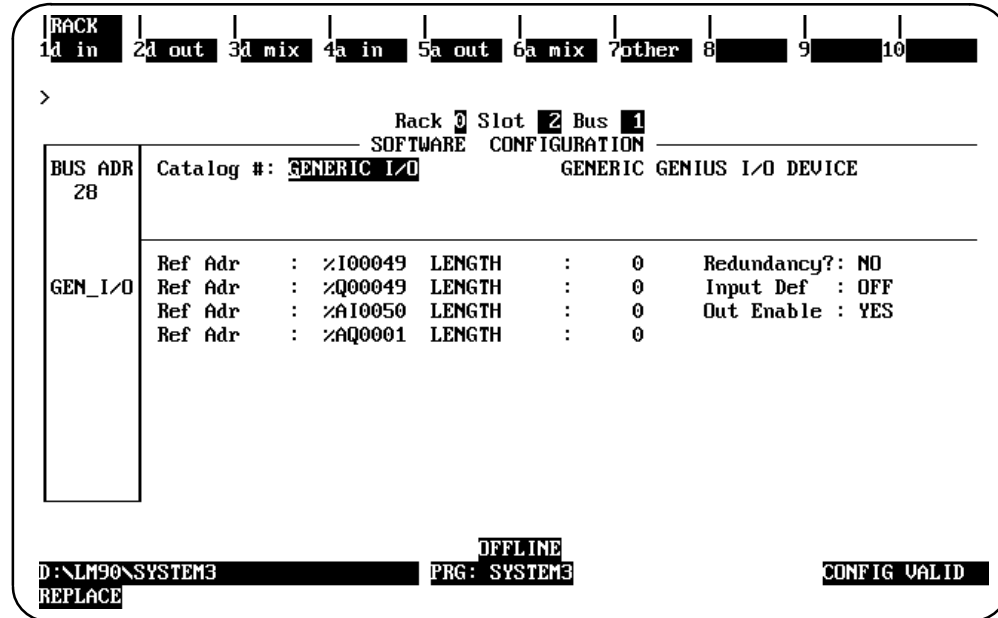 RACK
1d in 2d out 3d mix 4a in 5a out 6a mix 7other 8 9 10
>
Rack 0 Slot 2 Bus 1
SOFTWARE CONFIGURATION
BUS ADR Catalog #: GENERIC I/O GENERIC GENIUS I/O DEVICE
28
Ref Adr : %I00049 LENGTH : 0 Redundancy?: NO
GEN_I/O Ref Adr : %Q00049 LENGTH : 0 Input Def : OFF
Ref Adr : %AI0050 LENGTH : 0 Out Enable : YES
Ref Adr : %AQ0001 LENGTH : 0
OFFLINE
D:\LM90\SYSTEM3 PRG: SYSTEM3 CONFIG VALID
REPLACE